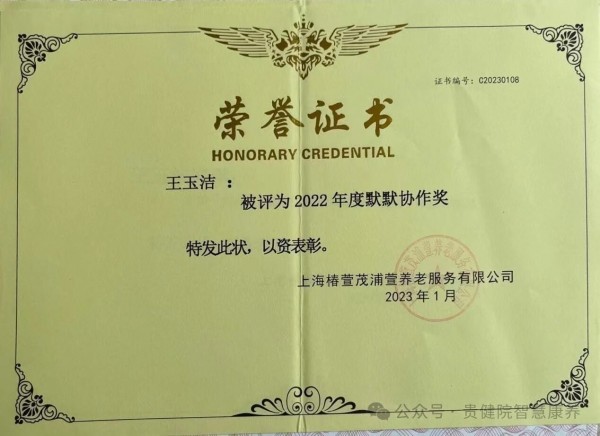 证书编号：C20230106
荣誉证书
HONORARY CREDENTIAL
王玉洁：
被评为 2022 年度默默协作奖
特发此状，以资表彰。
上海椿萱茂浦萱养老服务有限公司
2023 年 1 月
公众号·贵健院智慧康养